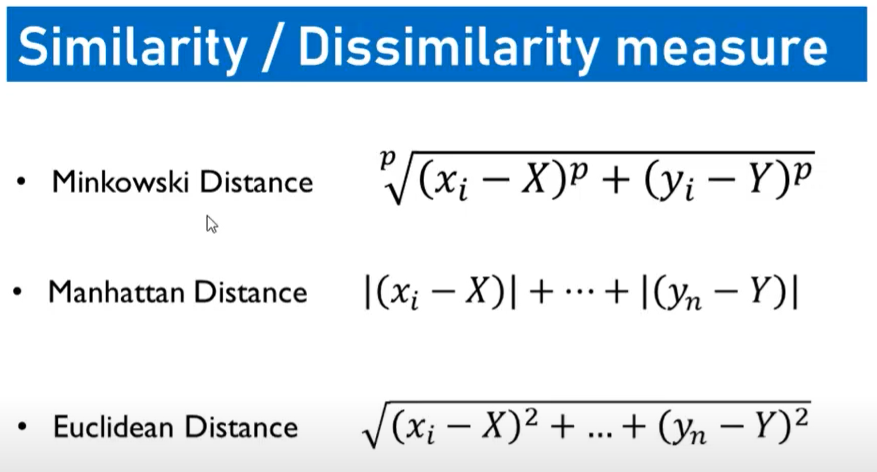 Similarity / Dissimilarity measure
• Minkowski Distance ᵖ√(xᵢ − X)ᵖ + (yᵢ − Y)ᵖ
• Manhattan Distance |(xᵢ − X)| + ⋯ + |(yₙ − Y)|
• Euclidean Distance √(xᵢ − X)² + ... + (yₙ − Y)²